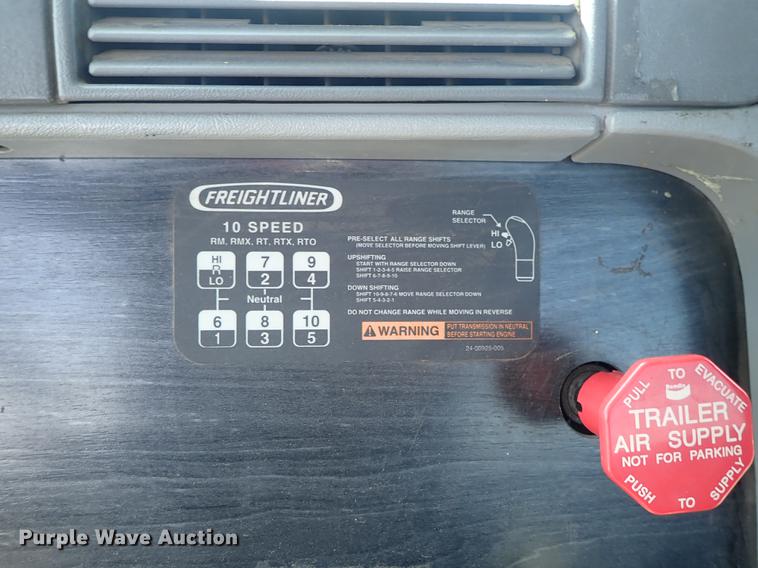 FREIGHTLINER
10 SPEED
RM, RMX, RT, RTX, RTO
HI
R
LO
7
2
9
4
Neutral
6
1
8
3
10
5
RANGE
SELECTOR
HI
LO
PRE-SELECT ALL RANGE SHIFTS
(MOVE SELECTOR BEFORE MOVING SHIFT LEVER)
UPSHIFTING
START WITH RANGE SELECTOR DOWN
SHIFT 1-2-3-4-5 RAISE RANGE SELECTOR
SHIFT 6-7-8-9-10
DOWN SHIFTING
SHIFT 10-9-8-7-6 MOVE RANGE SELECTOR DOWN
SHIFT 5-4-3-2-1
DO NOT CHANGE RANGE WHILE MOVING IN REVERSE
WARNING
PUT TRANSMISSION IN NEUTRAL
BEFORE STARTING ENGINE
24-00925-005
PULL TO EVACUATE
Bendix
TRAILER
AIR SUPPLY
NOT FOR PARKING
PUSH TO SUPPLY
Purple Wave Auction